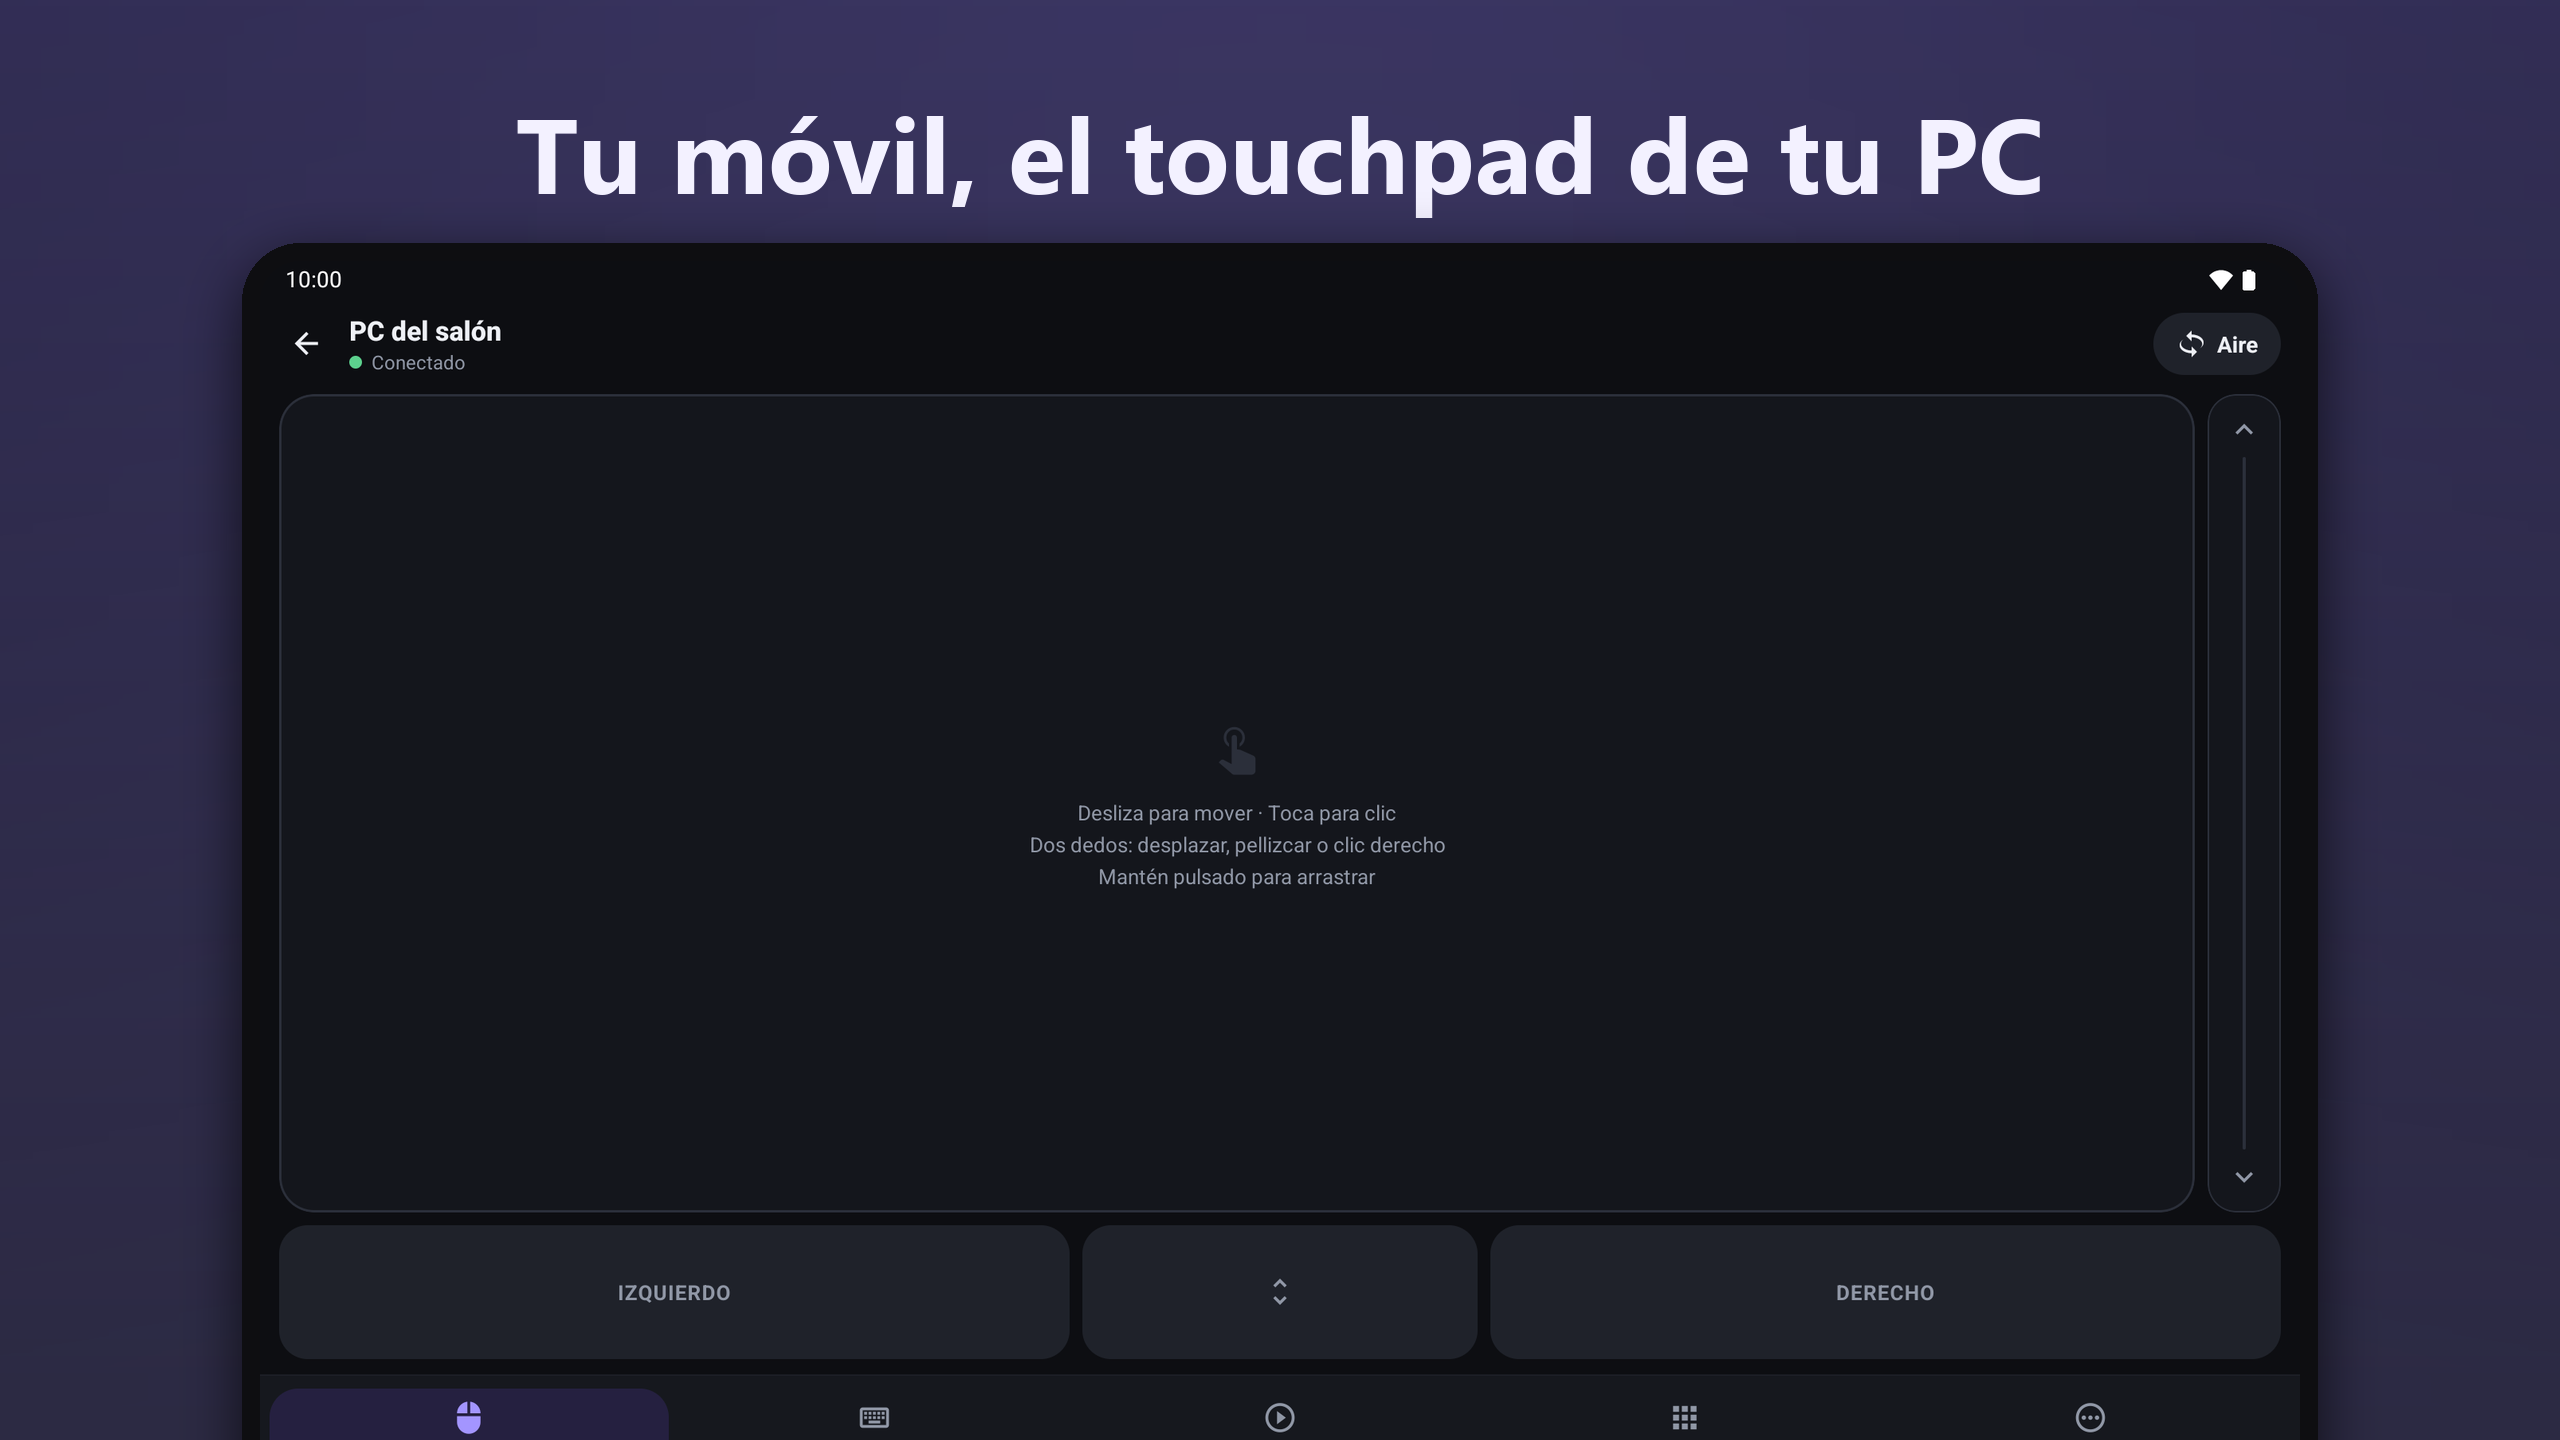 Tu móvil, el touchpad de tu PC
10:00
PC del salón
Conectado
Aire
Desliza para mover · Toca para clic
Dos dedos: desplazar, pellizcar o clic derecho
Mantén pulsado para arrastrar
IZQUIERDO
DERECHO